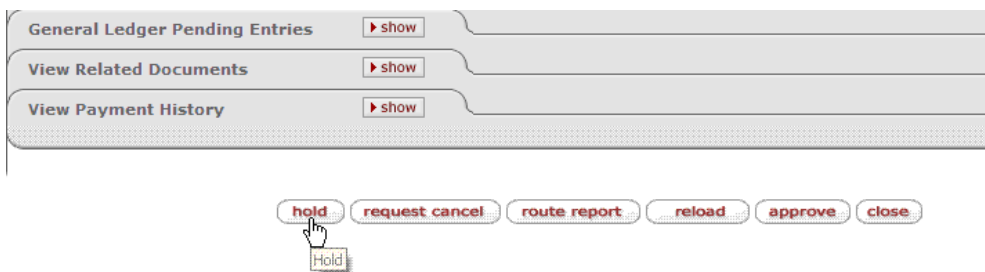 General Ledger Pending Entries show
View Related Documents show
View Payment History show
hold request cancel route report reload approve close
Hold